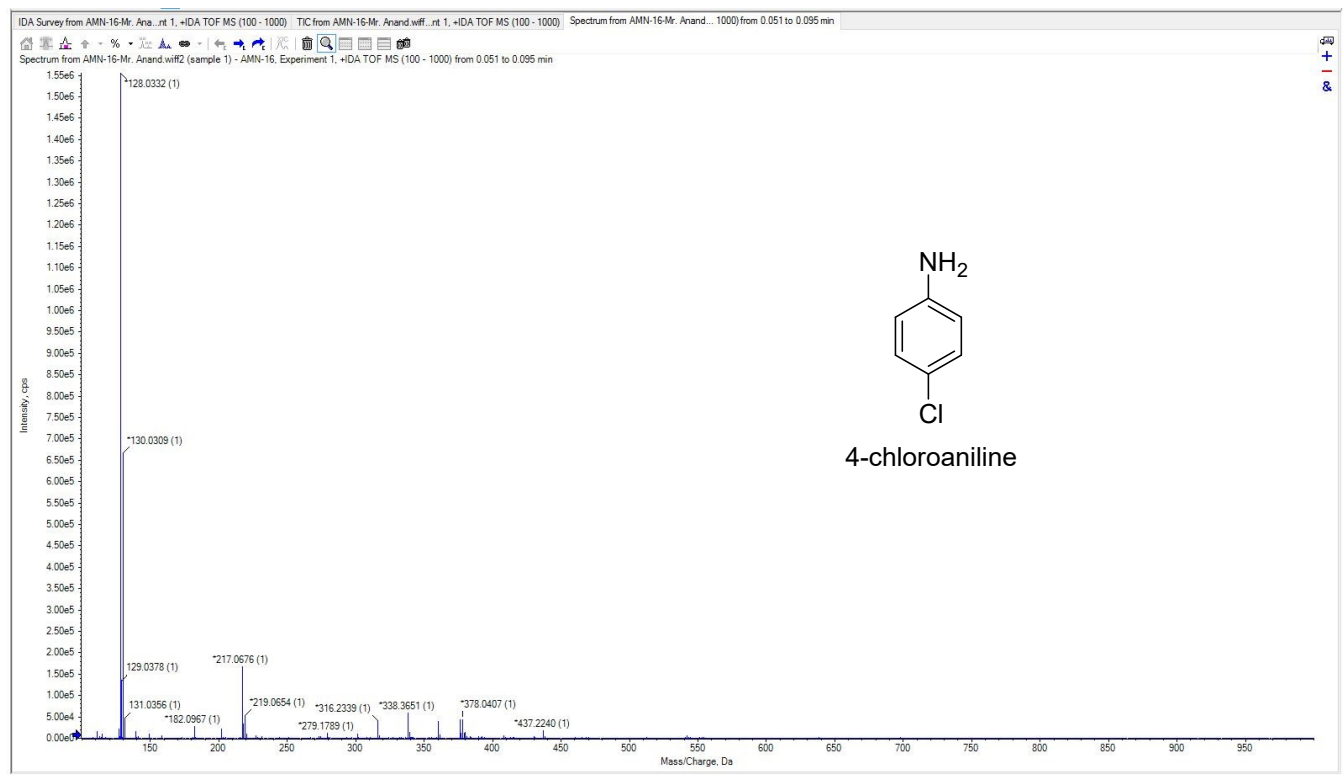 IDA Survey from AMN-16-Mr. Ana...nt 1, +IDA TOF MS (100 - 1000) TIC from AMN-16-Mr. Anand.wiff...nt 1, +IDA TOF MS (100 - 1000) Spectrum from AMN-16-Mr. Anand... 1000) from 0.051 to 0.095 min
%
Spectrum from AMN-16-Mr. Anand.wiff2 (sample 1) - AMN-16, Experiment 1, +IDA TOF MS (100 - 1000) from 0.051 to 0.095 min
+
&
1.55e6
1.50e6
1.45e6
1.40e6
1.35e6
1.30e6
1.25e6
1.20e6
1.15e6
1.10e6
1.05e6
1.00e6
9.50e5
9.00e5
8.50e5
8.00e5
7.50e5
7.00e5
6.50e5
6.00e5
5.50e5
5.00e5
4.50e5
4.00e5
3.50e5
3.00e5
2.50e5
2.00e5
1.50e5
1.00e5
5.00e4
0.00e0
Intensity, cps
*128.0332 (1)
*130.0309 (1)
129.0378 (1)
131.0356 (1)
*182.0967 (1)
*217.0676 (1)
*219.0654 (1)
*279.1789 (1)
*316.2339 (1)
*338.3651 (1)
*378.0407 (1)
*437.2240 (1)
NH2
Cl
4-chloroaniline
150 200 250 300 350 400 450 500 550 600 650 700 750 800 850 900 950
Mass/Charge, Da